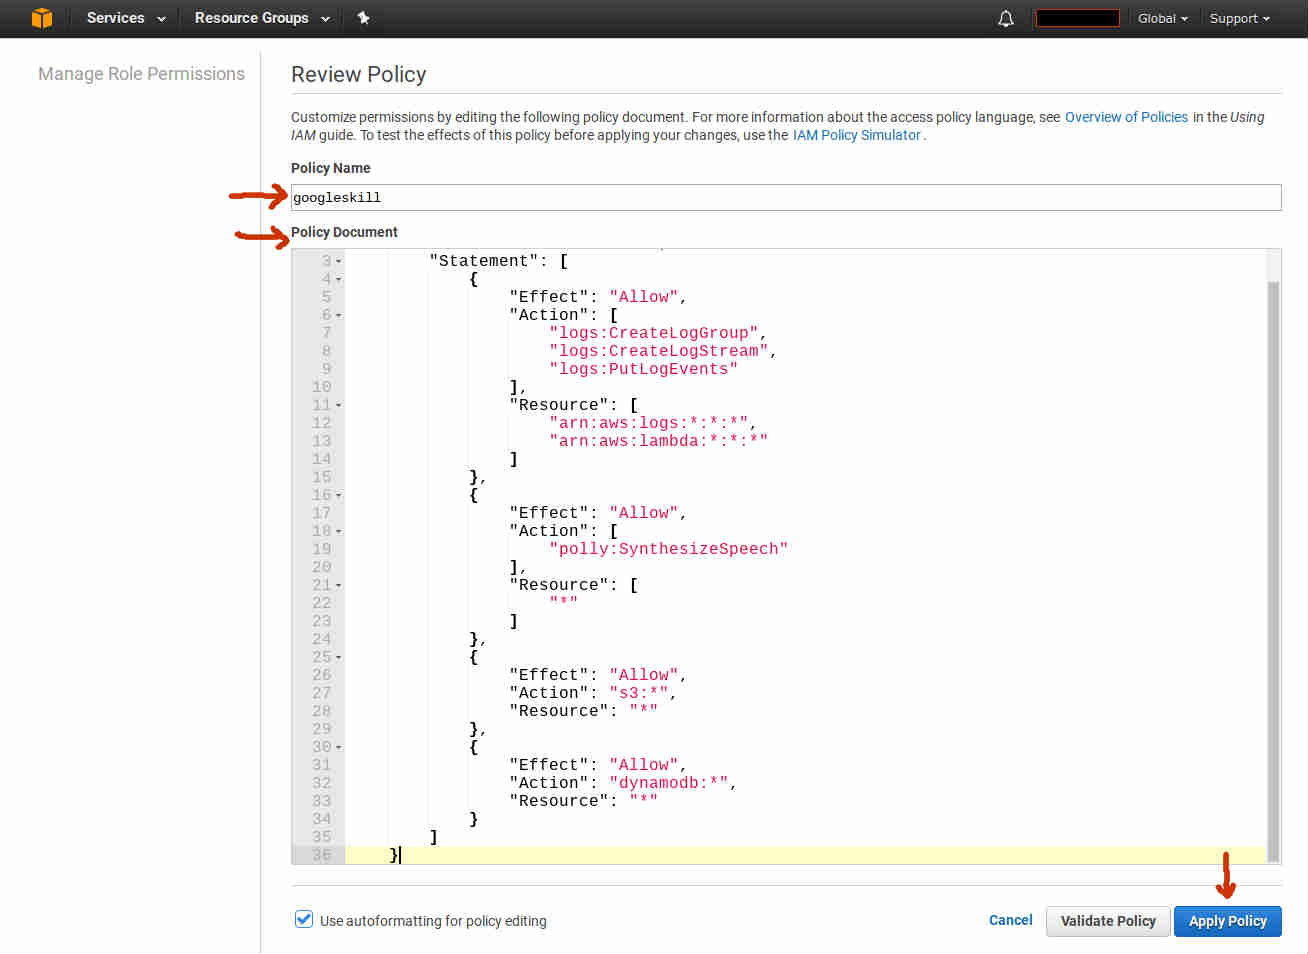 Services Resource Groups Global Support
Manage Role Permissions
Review Policy
Customize permissions by editing the following policy document. For more information about the access policy language, see Overview of Policies in the Using
IAM guide. To test the effects of this policy before applying your changes, use the IAM Policy Simulator .
Policy Name
googleskill
Policy Document
3 "Statement": [
4 {
5 "Effect": "Allow",
6 "Action": [
7 "logs:CreateLogGroup",
8 "logs:CreateLogStream",
9 "logs:PutLogEvents"
10 ],
11 "Resource": [
12 "arn:aws:logs:*:*:*",
13 "arn:aws:lambda:*:*:*"
14 ]
15 },
16 {
17 "Effect": "Allow",
18 "Action": [
19 "polly:SynthesizeSpeech"
20 ],
21 "Resource": [
22 "*"
23 ]
24 },
25 {
26 "Effect": "Allow",
27 "Action": "s3:*",
28 "Resource": "*"
29 },
30 {
31 "Effect": "Allow",
32 "Action": "dynamodb:*",
33 "Resource": "*"
34 }
35 ]
36 }
Use autoformatting for policy editing Cancel Validate Policy Apply Policy